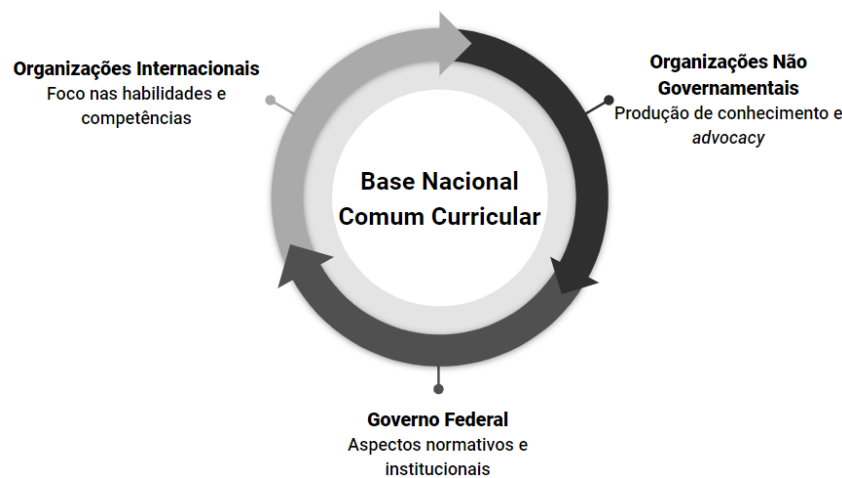 Organizações Internacionais
Foco nas habilidades e
competências
Organizações Não
Governamentais
Produção de conhecimento e
advocacy
Base Nacional
Comum Curricular
Governo Federal
Aspectos normativos e
institucionais